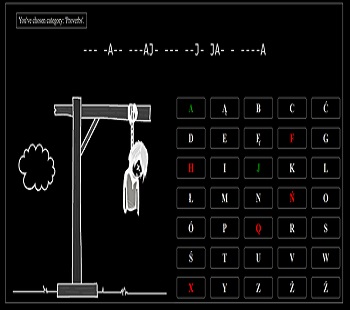 You've chosen category: 'Proverbs'.
--- -A-- ---AJ- --- --J- JA- - ----A
A Ą B C Ć
D E Ę F G
H I J K L
Ł M N Ń O
Ó P Q R S
Ś T U V W
X Y Z Ź Ż